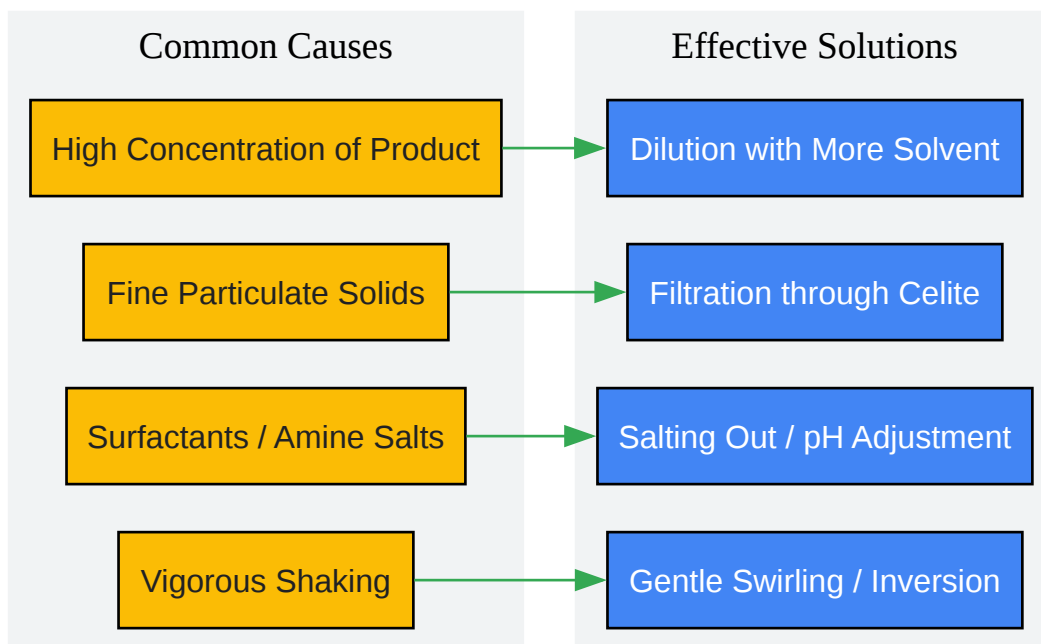 Common Causes
Effective Solutions
High Concentration of Product
Dilution with More Solvent
Fine Particulate Solids
Filtration through Celite
Surfactants / Amine Salts
Salting Out / pH Adjustment
Vigorous Shaking
Gentle Swirling / Inversion